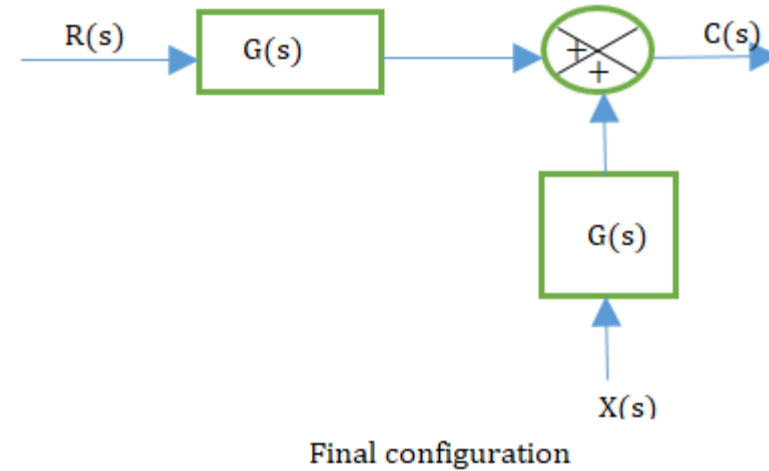 R(s)
G(s)
C(s)
+
+
G(s)
X(s)
Final configuration